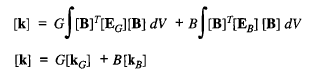 [k] = G∫[B]ᵀ[E_G][B] dV + B∫[B]ᵀ[E_B] [B] dV
[k] = G[k_G] + B[k_B]